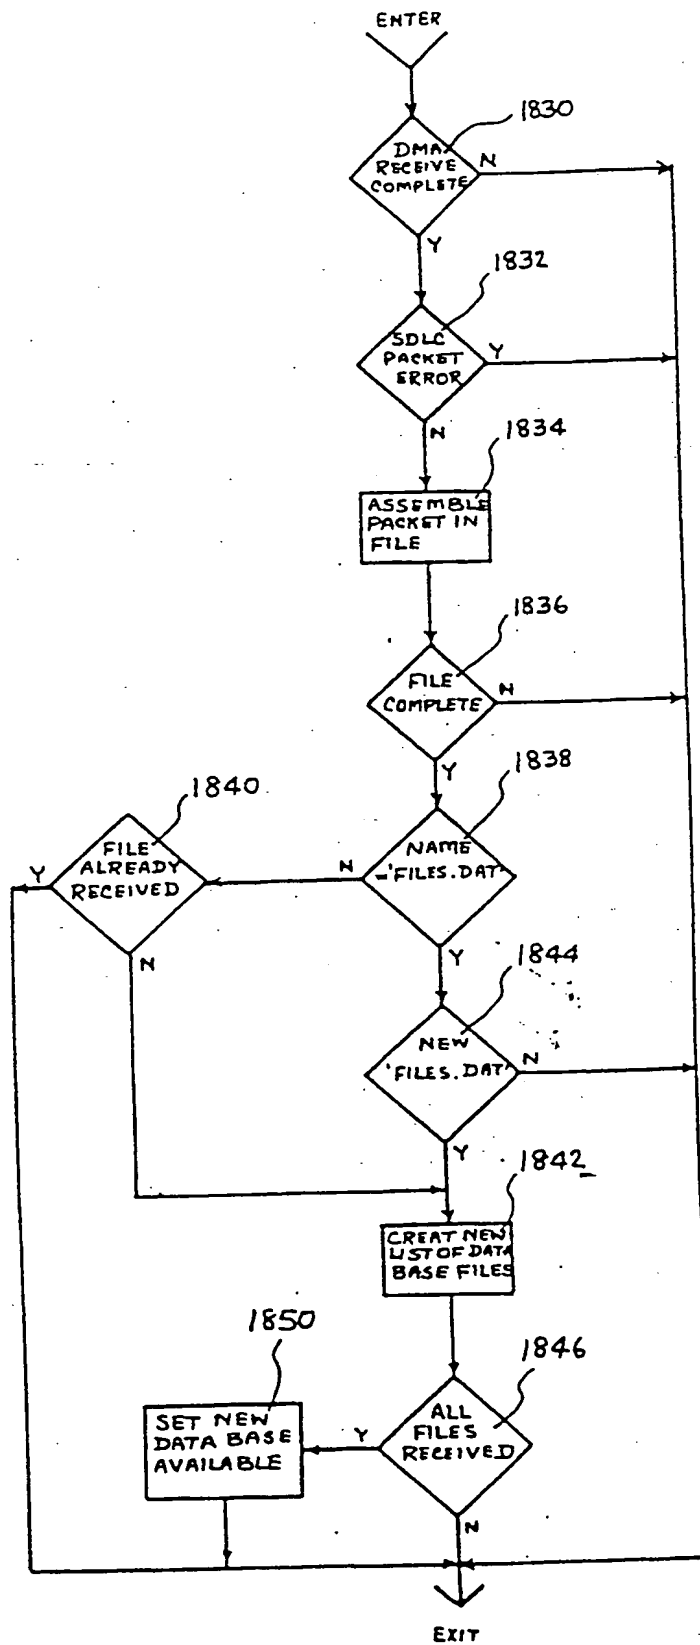 ENTER
1830
DMA
RECEIVE
COMPLETE
N
Y
1832
SDLC
PACKET
ERROR
Y
N
1834
ASSEMBLE
PACKET IN
FILE
1836
FILE
COMPLETE
N
Y
1838
NAME
='FILES.DAT'
N
Y
1840
FILE
ALREADY
RECEIVED
Y
N
1844
NEW
'FILES.DAT'
N
Y
1842
CREAT NEW
LIST OF DATA
BASE FILES
1846
ALL
FILES
RECEIVED
Y
N
1850
SET NEW
DATA BASE
AVAILABLE
EXIT